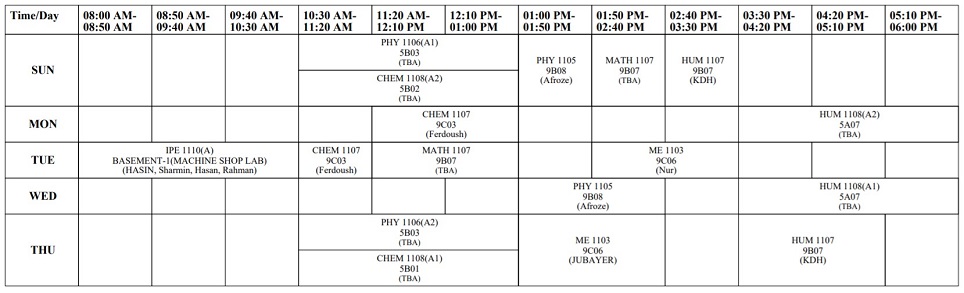 Time/Day
08:00 AM-
08:50 AM
08:50 AM-
09:40 AM
09:40 AM-
10:30 AM
10:30 AM-
11:20 AM
11:20 AM-
12:10 PM
12:10 PM-
01:00 PM
01:00 PM-
01:50 PM
01:50 PM-
02:40 PM
02:40 PM-
03:30 PM
03:30 PM-
04:20 PM
04:20 PM-
05:10 PM
05:10 PM-
06:00 PM
SUN
PHY 1106(A1)
5B03
(TBA)
CHEM 1108(A2)
5B02
(TBA)
PHY 1105
9B08
(Afroze)
MATH 1107
9B07
(TBA)
HUM 1107
9B07
(KDH)
MON
CHEM 1107
9C03
(Ferdoush)
HUM 1108(A2)
5A07
(TBA)
TUE
IPE 1110(A)
BASEMENT-1(MACHINE SHOP LAB)
(HASIN, Sharmin, Hasan, Rahman)
CHEM 1107
9C03
(Ferdoush)
MATH 1107
9B07
(TBA)
ME 1103
9C06
(Nur)
WED
PHY 1105
9B08
(Afroze)
HUM 1108(A1)
5A07
(TBA)
THU
PHY 1106(A2)
5B03
(TBA)
CHEM 1108(A1)
5B01
(TBA)
ME 1103
9C06
(JUBAYER)
HUM 1107
9B07
(KDH)